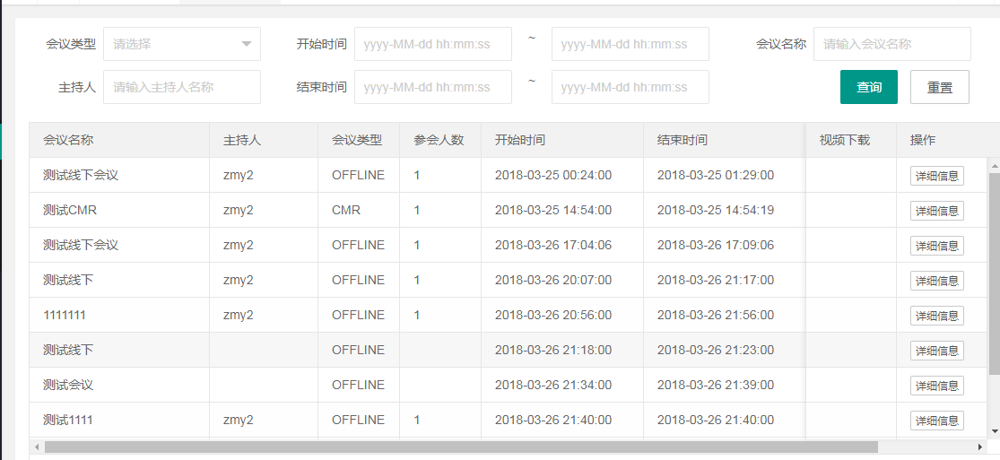 会议类型 请选择 开始时间 yyyy-MM-dd hh:mm:ss ~ yyyy-MM-dd hh:mm:ss 会议名称 请输入会议名称
主持人 请输入主持人名称 结束时间 yyyy-MM-dd hh:mm:ss ~ yyyy-MM-dd hh:mm:ss 查询 重置
会议名称 主持人 会议类型 参会人数 开始时间 结束时间 视频下载 操作
测试线下会议 zmy2 OFFLINE 1 2018-03-25 00:24:00 2018-03-25 01:29:00 详细信息
测试CMR zmy2 CMR 1 2018-03-25 14:54:00 2018-03-25 14:54:19 详细信息
测试线下会议 zmy2 OFFLINE 1 2018-03-26 17:04:06 2018-03-26 17:09:06 详细信息
测试线下 zmy2 OFFLINE 1 2018-03-26 20:07:00 2018-03-26 21:17:00 详细信息
1111111 zmy2 OFFLINE 1 2018-03-26 20:56:00 2018-03-26 21:56:00 详细信息
测试线下 OFFLINE 2018-03-26 21:18:00 2018-03-26 21:23:00 详细信息
测试会议 OFFLINE 2018-03-26 21:34:00 2018-03-26 21:39:00 详细信息
测试1111 zmy2 OFFLINE 1 2018-03-26 21:40:00 2018-03-26 21:40:00 详细信息